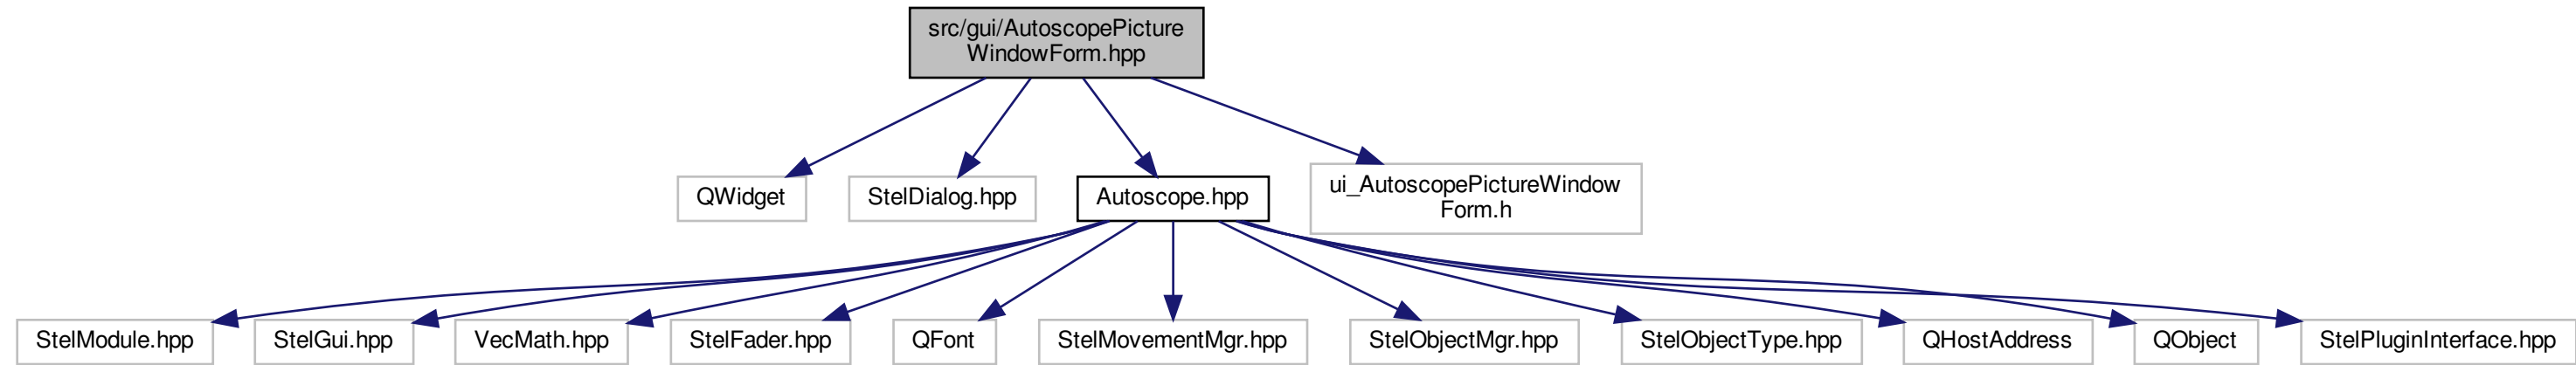 src/gui/AutoscopePicture
WindowForm.hpp
QWidget
StelDialog.hpp
Autoscope.hpp
ui_AutoscopePictureWindow
Form.h
StelModule.hpp
StelGui.hpp
VecMath.hpp
StelFader.hpp
QFont
StelMovementMgr.hpp
StelObjectMgr.hpp
StelObjectType.hpp
QHostAddress
QObject
StelPluginInterface.hpp